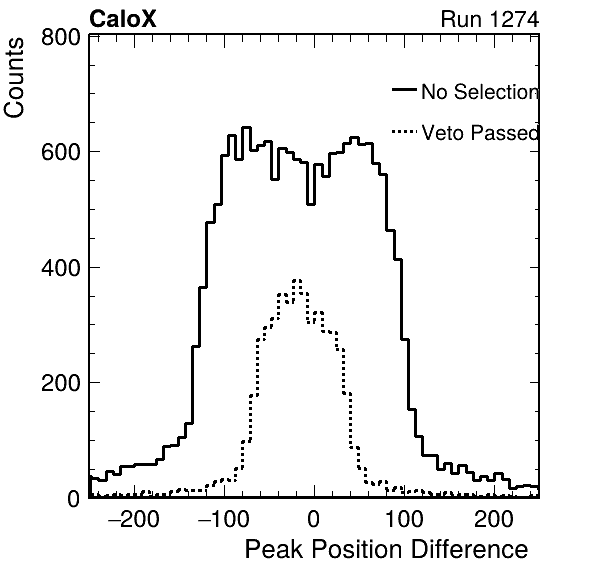 CaloX Run 1274
Counts
800
600
400
200
0
No Selection
Veto Passed
−200 −100 0 100 200
Peak Position Difference